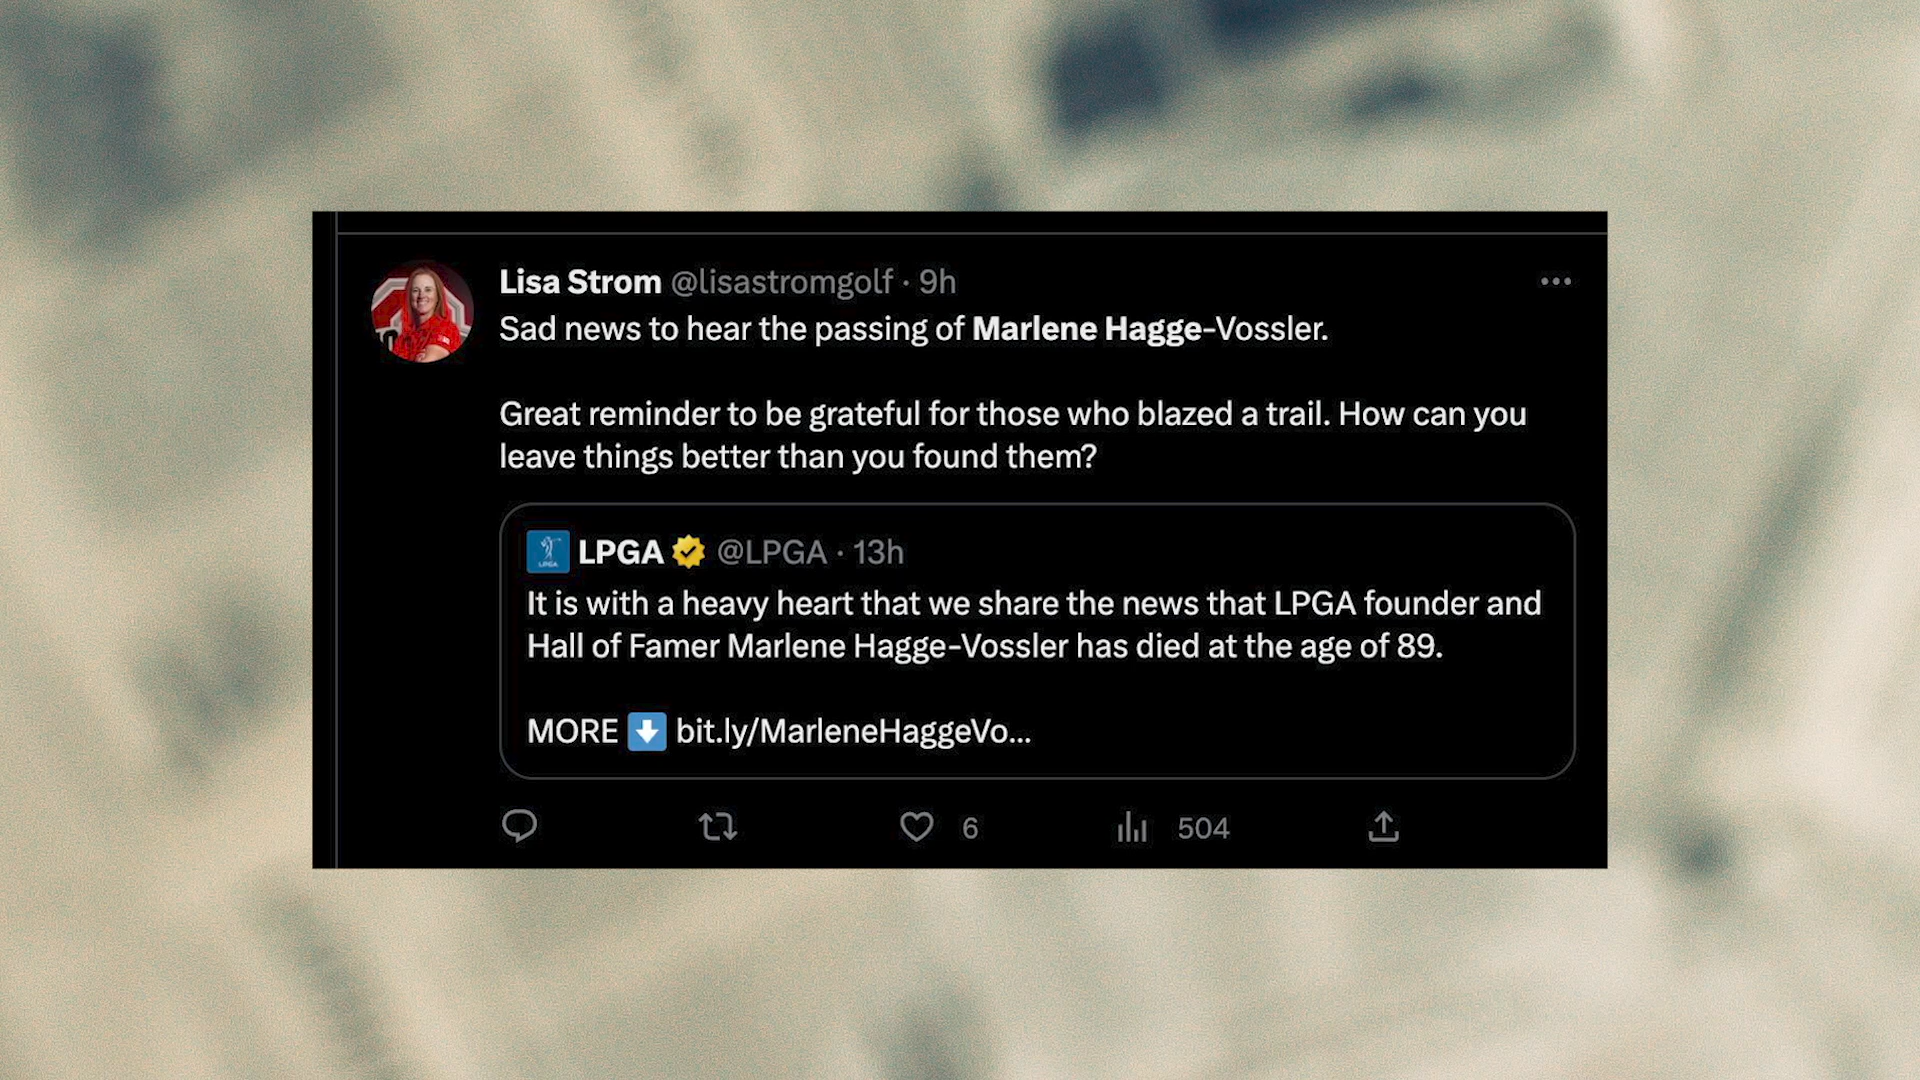 Lisa Strom @lisastromgolf · 9h
Sad news to hear the passing of Marlene Hagge-Vossler.
Great reminder to be grateful for those who blazed a trail. How can you
leave things better than you found them?
LPGA @LPGA · 13h
It is with a heavy heart that we share the news that LPGA founder and
Hall of Famer Marlene Hagge-Vossler has died at the age of 89.
MORE ⬇️ bit.ly/MarleneHaggeVo...
6 504